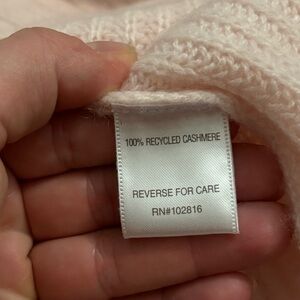 100% RECYCLED CASHMERE
REVERSE FOR CARE
RN#102816